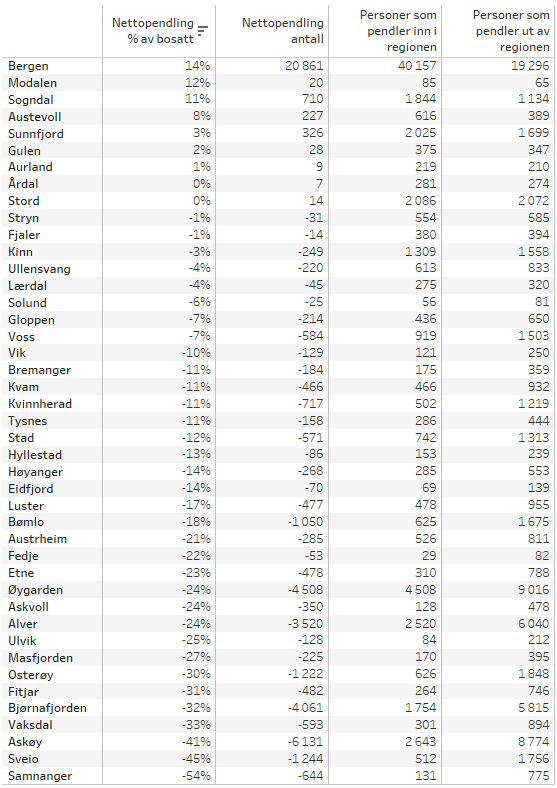 Nettopendling % av bosatt Nettopendling antall Personer som pendler inn i regionen Personer som pendler ut av regionen
Bergen 14% 20 861 40 157 19 296
Modalen 12% 20 85 65
Sogndal 11% 710 1 844 1 134
Austevoll 8% 227 616 389
Sunnfjord 3% 326 2 025 1 699
Gulen 2% 28 375 347
Aurland 1% 9 219 210
Årdal 0% 7 281 274
Stord 0% 14 2 086 2 072
Stryn -1% -31 554 585
Fjaler -1% -14 380 394
Kinn -3% -249 1 309 1 558
Ullensvang -4% -220 613 833
Lærdal -4% -45 275 320
Solund -6% -25 56 81
Gloppen -7% -214 436 650
Voss -7% -584 919 1 503
Vik -10% -129 121 250
Bremanger -11% -184 175 359
Kvam -11% -466 466 932
Kvinnherad -11% -717 502 1 219
Tysnes -11% -158 286 444
Stad -12% -571 742 1 313
Hyllestad -13% -86 153 239
Høyanger -14% -268 285 553
Eidfjord -14% -70 69 139
Luster -17% -477 478 955
Bømlo -18% -1 050 625 1 675
Austrheim -21% -285 526 811
Fedje -22% -53 29 82
Etne -23% -478 310 788
Øygarden -24% -4 508 4 508 9 016
Askvoll -24% -350 128 478
Alver -24% -3 520 2 520 6 040
Ulvik -25% -128 84 212
Masfjorden -27% -225 170 395
Osterøy -30% -1 222 626 1 848
Fitjar -31% -482 264 746
Bjørnafjorden -32% -4 061 1 754 5 815
Vaksdal -33% -593 301 894
Askøy -41% -6 131 2 643 8 774
Sveio -45% -1 244 512 1 756
Samnanger -54% -644 131 775